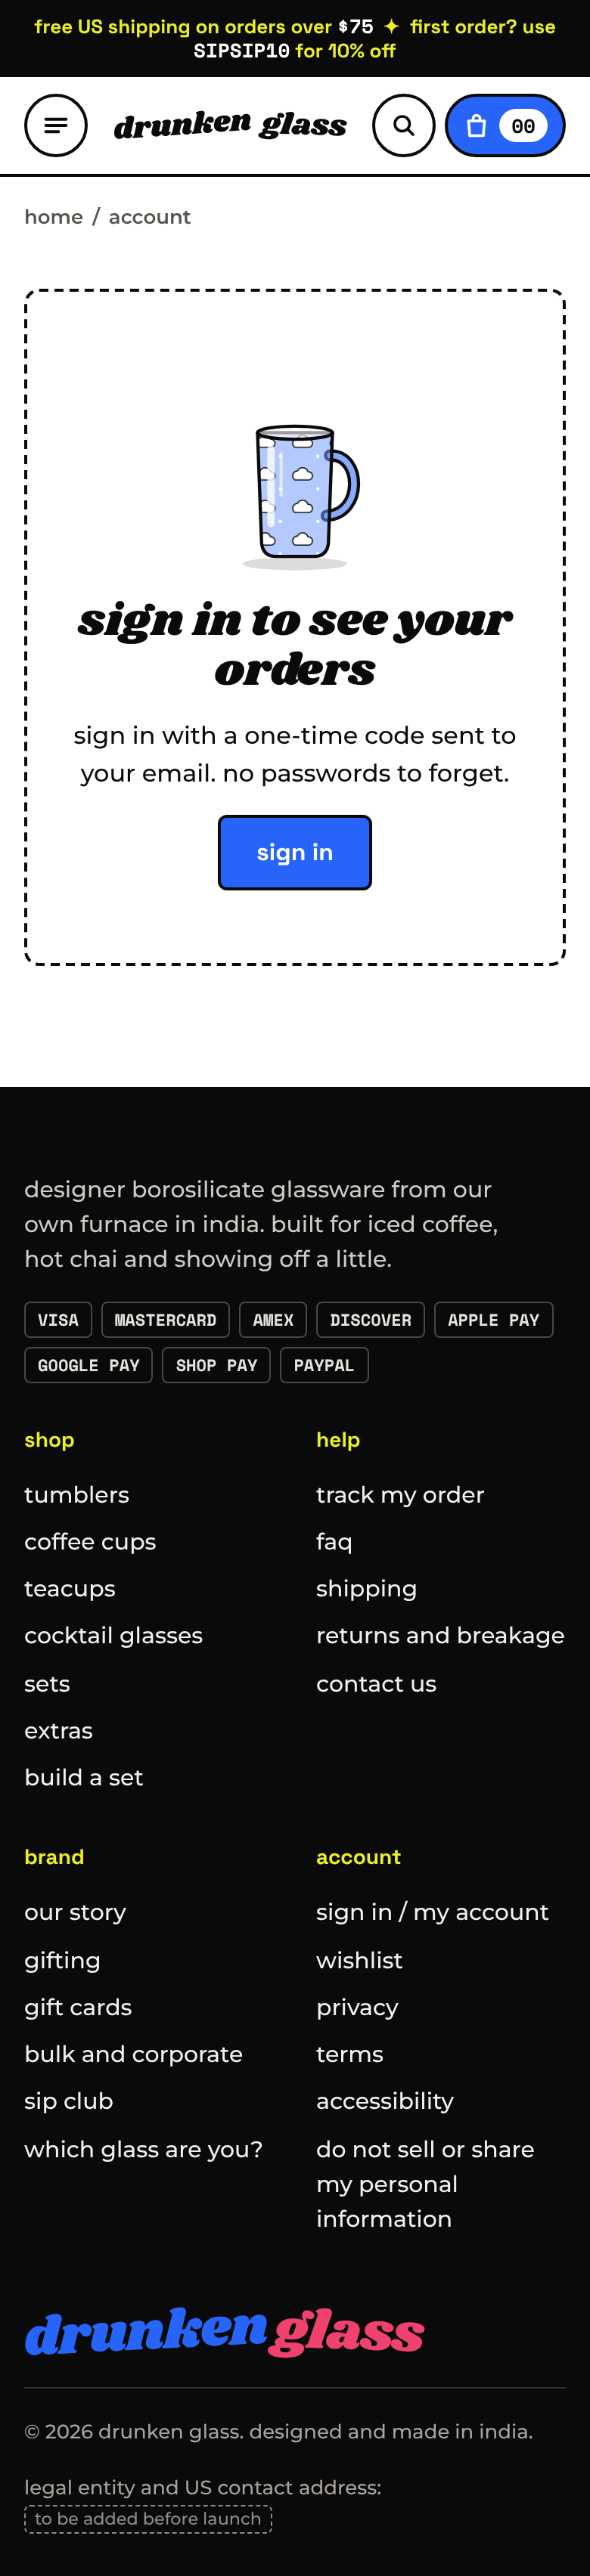 free US shipping on orders over $75 ✦ first order? use
SIPSIP10 for 10% off
drunken glass
00
home / account
sign in to see your
orders
sign in with a one-time code sent to
your email. no passwords to forget.
sign in
designer borosilicate glassware from our
own furnace in india. built for iced coffee,
hot chai and showing off a little.
VISA MASTERCARD AMEX DISCOVER APPLE PAY
GOOGLE PAY SHOP PAY PAYPAL
shop
tumblers
coffee cups
teacups
cocktail glasses
sets
extras
build a set
help
track my order
faq
shipping
returns and breakage
contact us
brand
our story
gifting
gift cards
bulk and corporate
sip club
which glass are you?
account
sign in / my account
wishlist
privacy
terms
accessibility
do not sell or share
my personal
information
drunken glass
© 2026 drunken glass. designed and made in india.
legal entity and US contact address:
to be added before launch